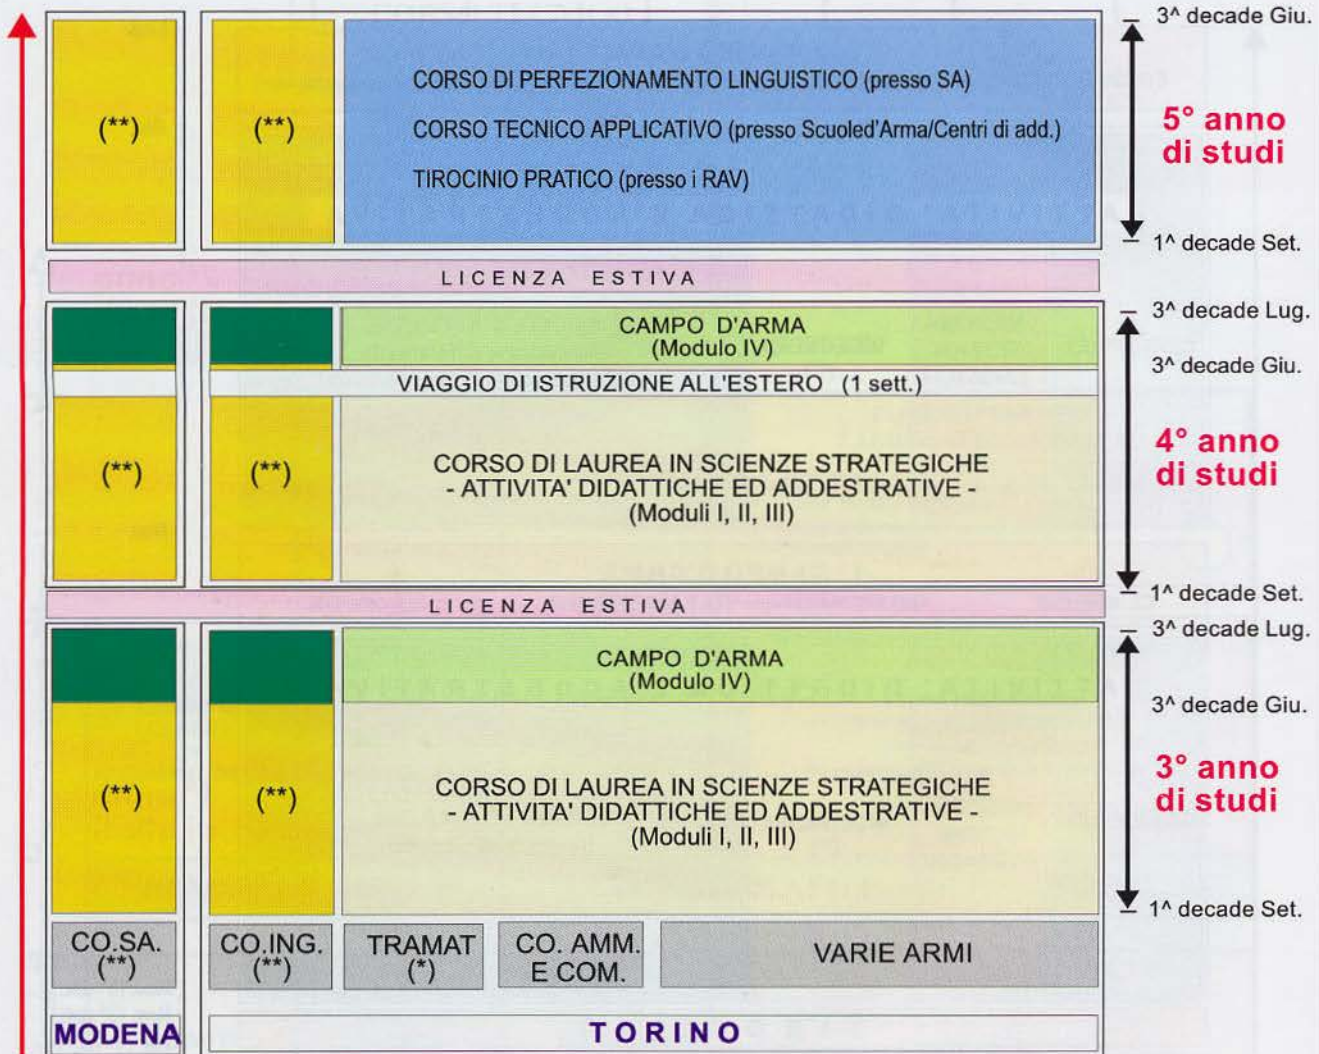 3^ decade Giu.
CORSO DI PERFEZIONAMENTO LINGUISTICO (presso SA)
(**)
(**)
CORSO TECNICO APPLICATIVO (presso Scuoled'Arma/Centri di add.)
5° anno
di studi
TIROCINIO PRATICO (presso i RAV)
1^ decade Set.
LICENZA ESTIVA
3^ decade Lug.
CAMPO D'ARMA
(Modulo IV)
3^ decade Giu.
VIAGGIO DI ISTRUZIONE ALL'ESTERO (1 sett.)
4° anno
di studi
(**)
(**)
CORSO DI LAUREA IN SCIENZE STRATEGICHE
- ATTIVITA' DIDATTICHE ED ADDESTRATIVE -
(Moduli I, II, III)
1^ decade Set.
LICENZA ESTIVA
3^ decade Lug.
CAMPO D'ARMA
(Modulo IV)
3^ decade Giu.
3° anno
di studi
(**)
(**)
CORSO DI LAUREA IN SCIENZE STRATEGICHE
- ATTIVITA' DIDATTICHE ED ADDESTRATIVE -
(Moduli I, II, III)
1^ decade Set.
CO.SA.
(**)
CO.ING.
(**)
TRAMAT
(*)
CO. AMM.
E COM.
VARIE ARMI
MODENA
TORINO